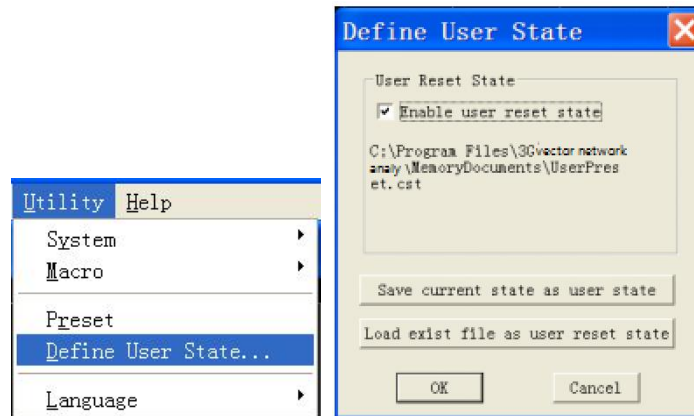 Utility Help
System
Macro
Preset
Define User State...
Language
Define User State
User Reset State
Enable user reset state
C:\Program Files\3Gvector network
analy\MemoryDocuments\UserPres
et.cst
Save current state as user state
Load exist file as user reset state
OK Cancel